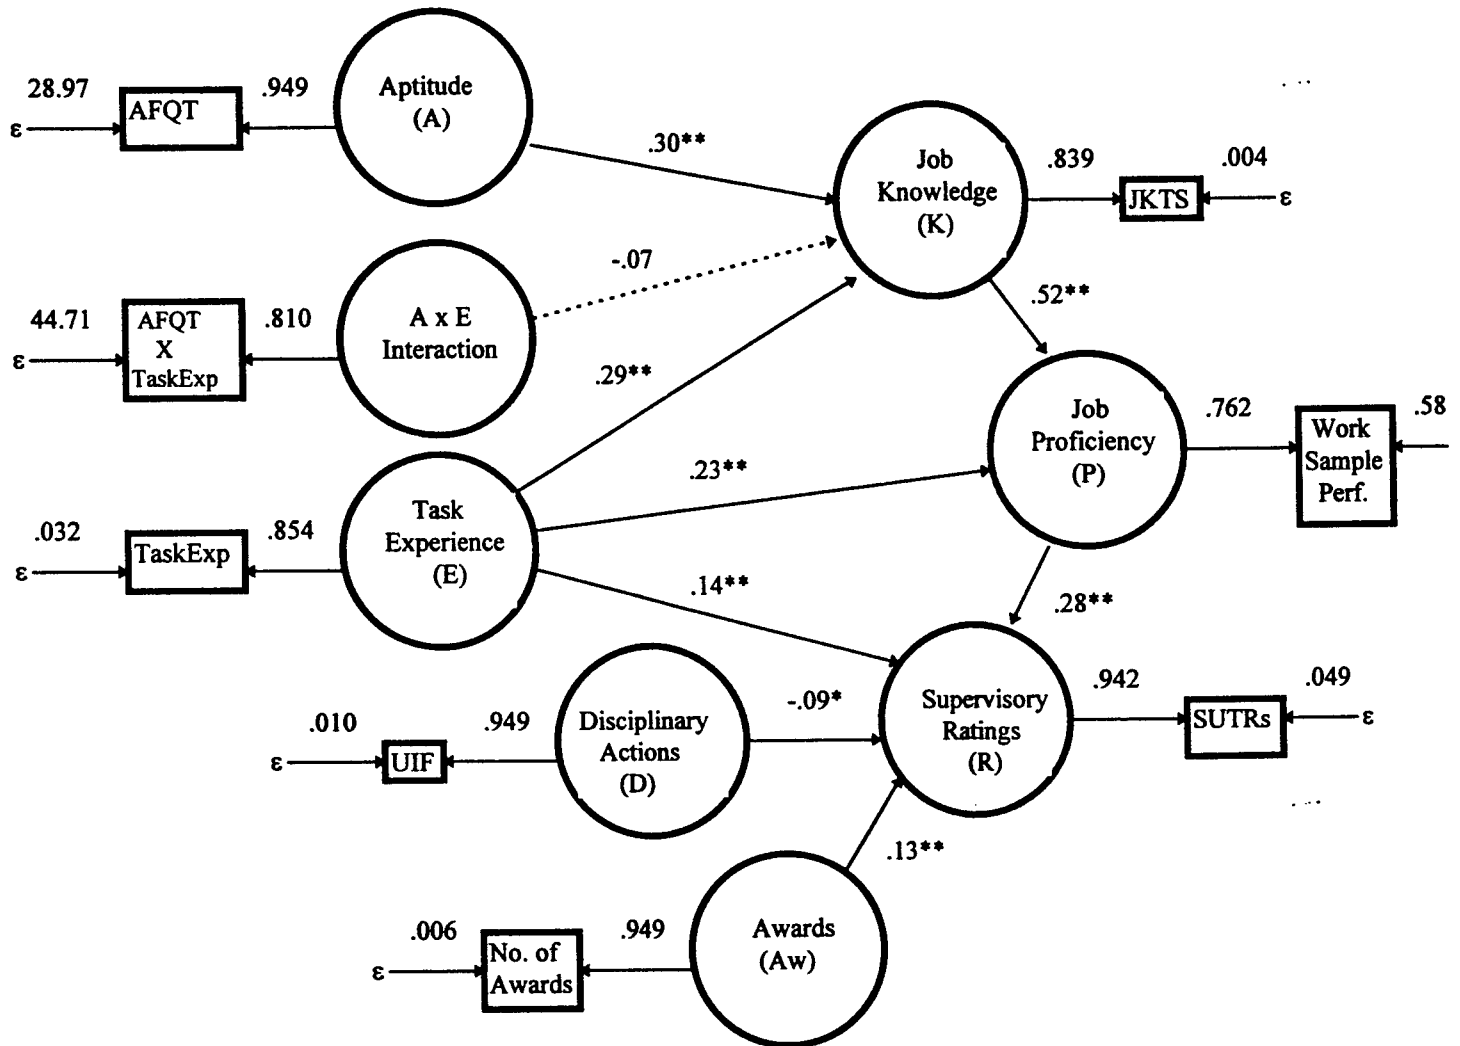 28.97
ε
AFQT
.949
Aptitude
(A)
.30**
Job
Knowledge
(K)
.839
JKTS
.004
ε
44.71
ε
AFQT
X
TaskExp
.810
A x E
Interaction
-.07
.29**
.52**
.032
ε
TaskExp
.854
Task
Experience
(E)
.23**
Job
Proficiency
(P)
.762
Work
Sample
Perf.
.58
.14**
.28**
.010
ε
UIF
.949
Disciplinary
Actions
(D)
-.09*
Supervisory
Ratings
(R)
.942
SUTRs
.049
ε
.13**
.006
ε
No. of
Awards
.949
Awards
(Aw)